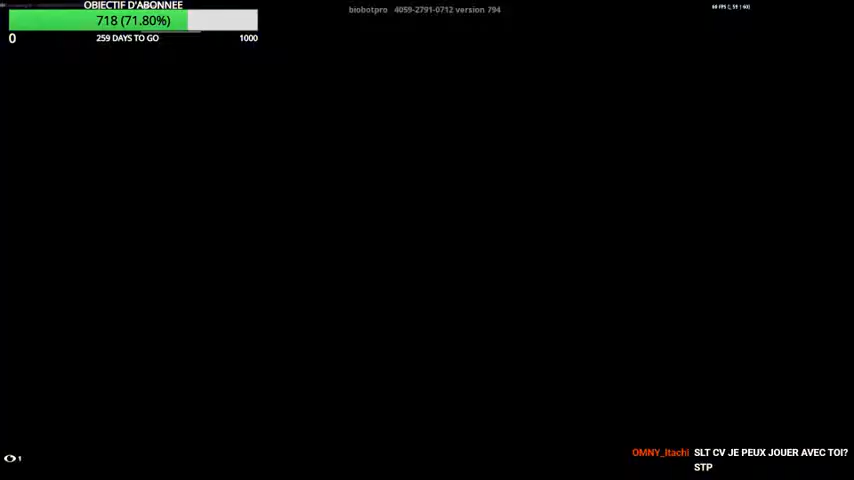 OBJECTIF D'ABONNEE
718 (71.80%)
0 259 DAYS TO GO 1000
biobotpro 4059-2791-0712 version 794
1
OMNY_Itachi SLT CV JE PEUX JOUER AVEC TOI?
STP